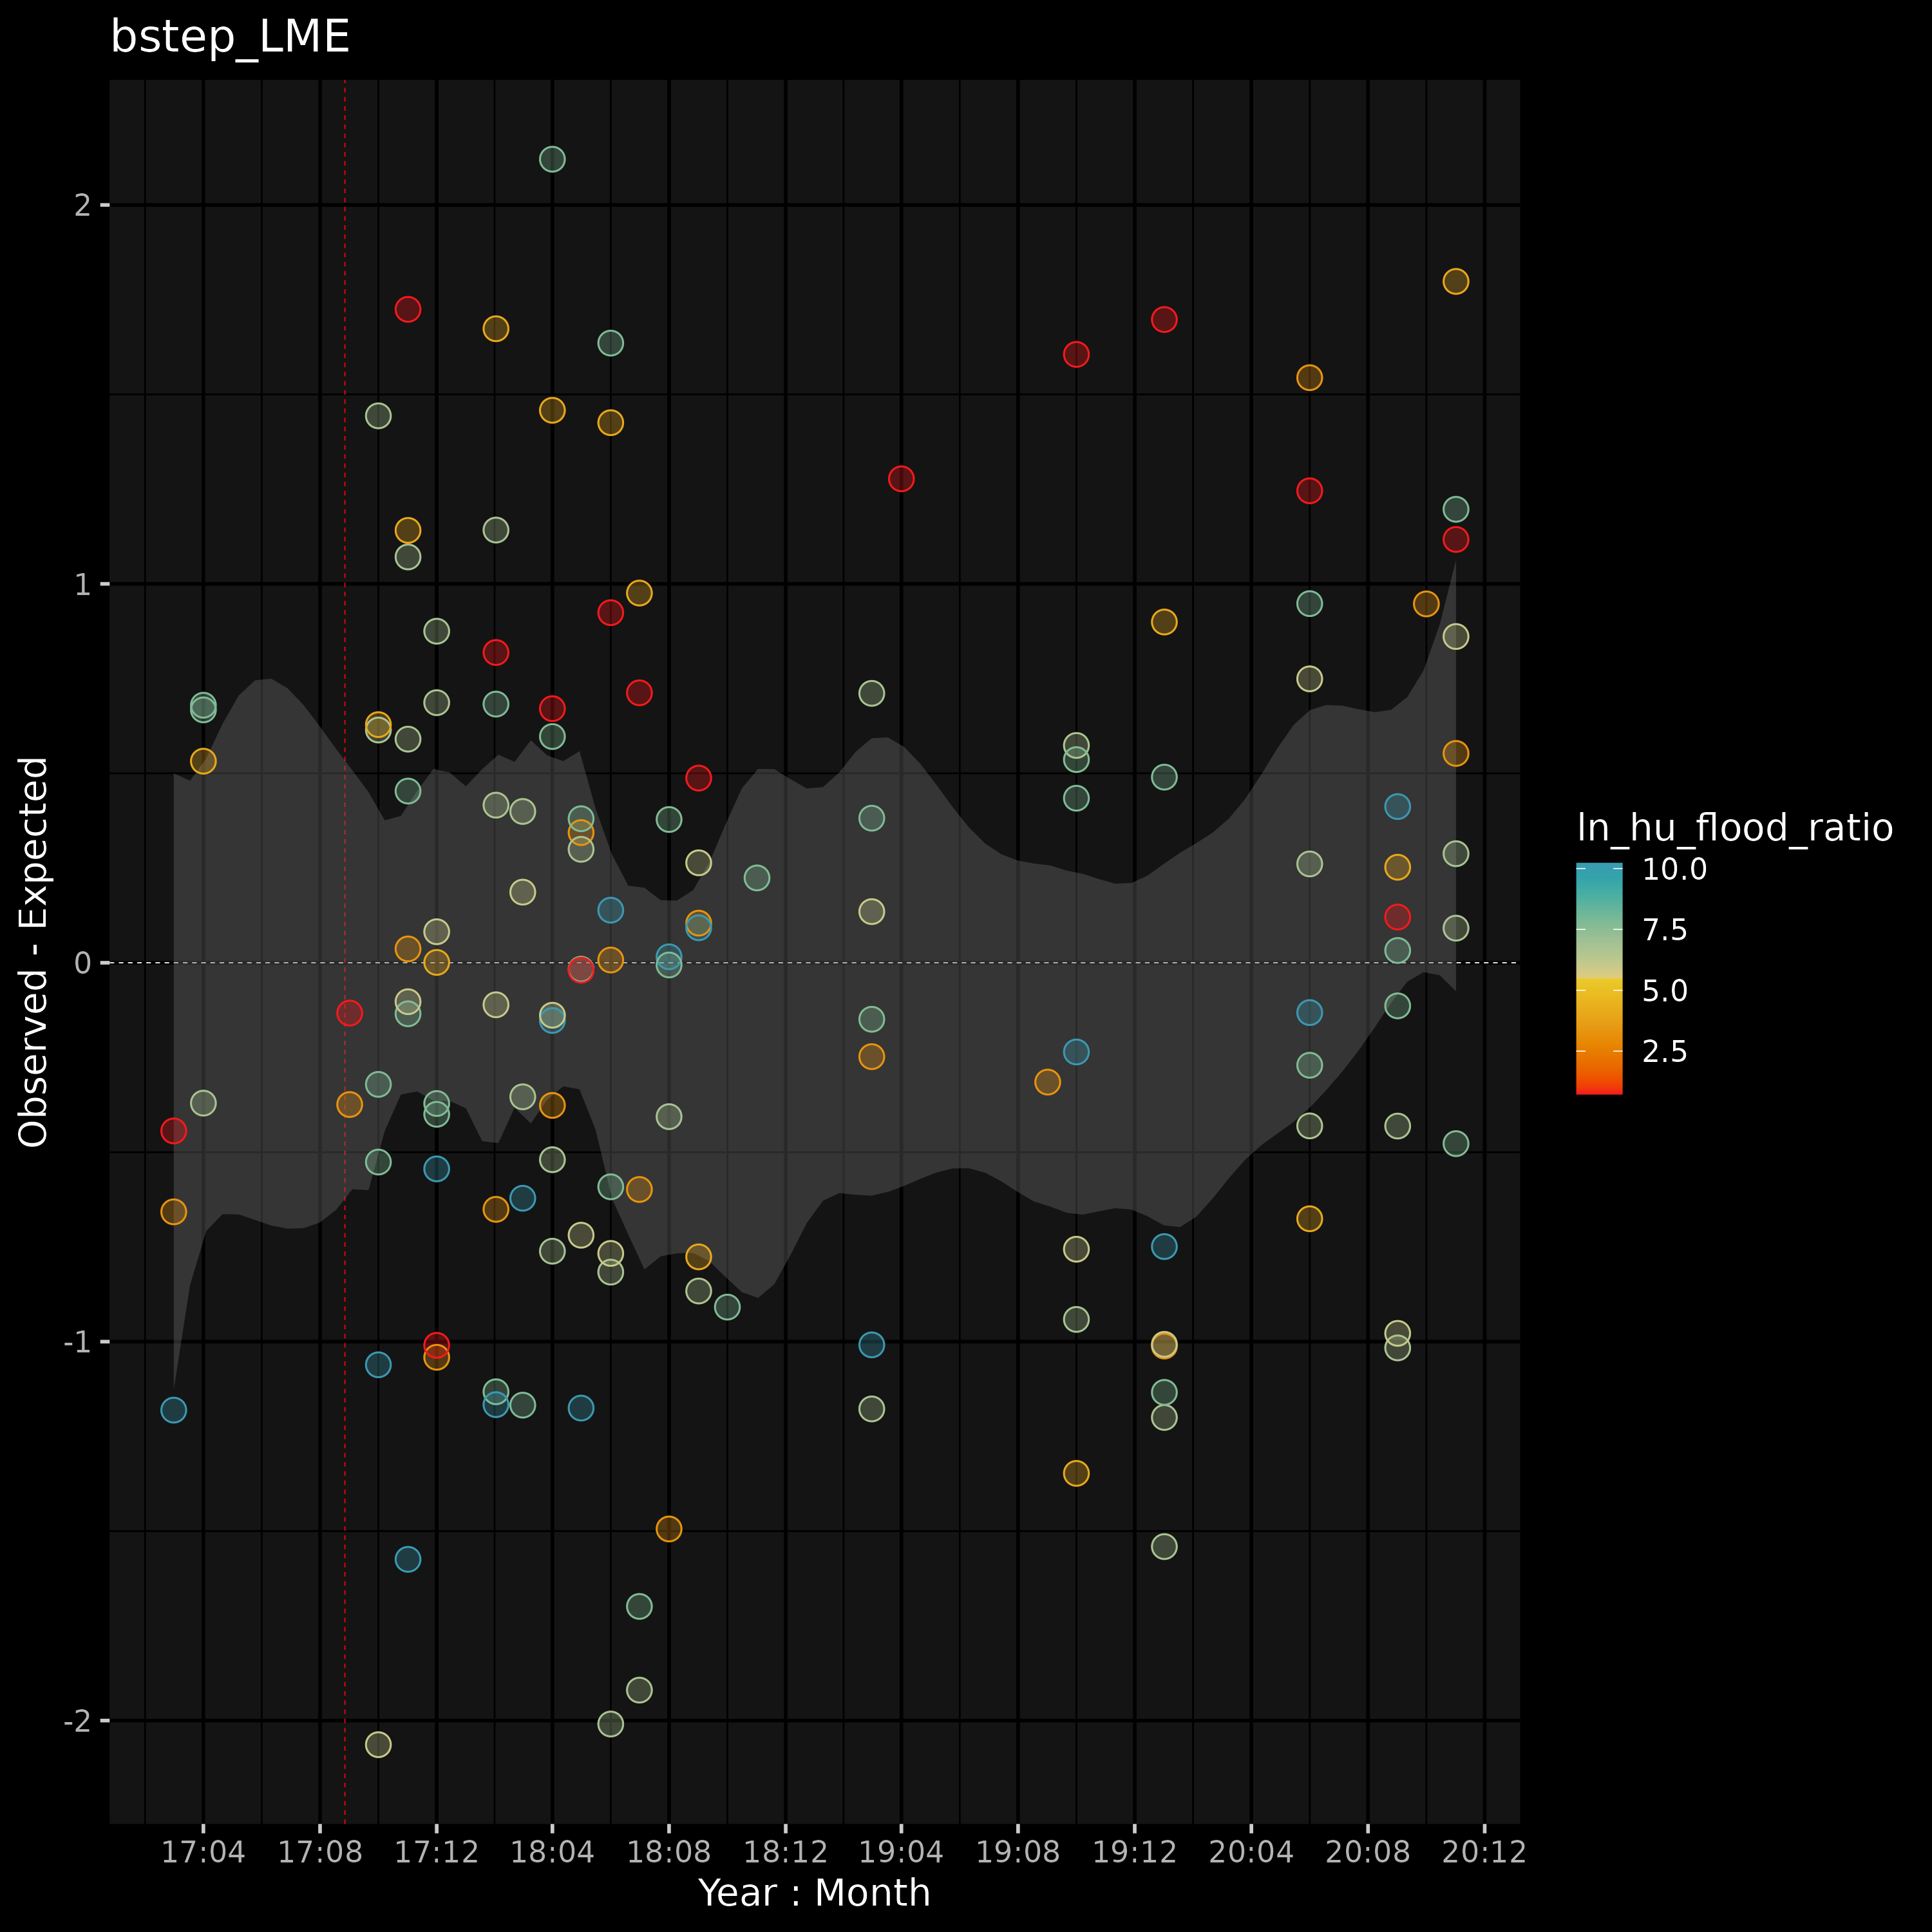 bstep_LME
2
1
0
-1
-2
Observed - Expected
17:04 17:08 17:12 18:04 18:08 18:12 19:04 19:08 19:12 20:04 20:08 20:12
Year : Month
ln_hu_flood_ratio
10.0
7.5
5.0
2.5